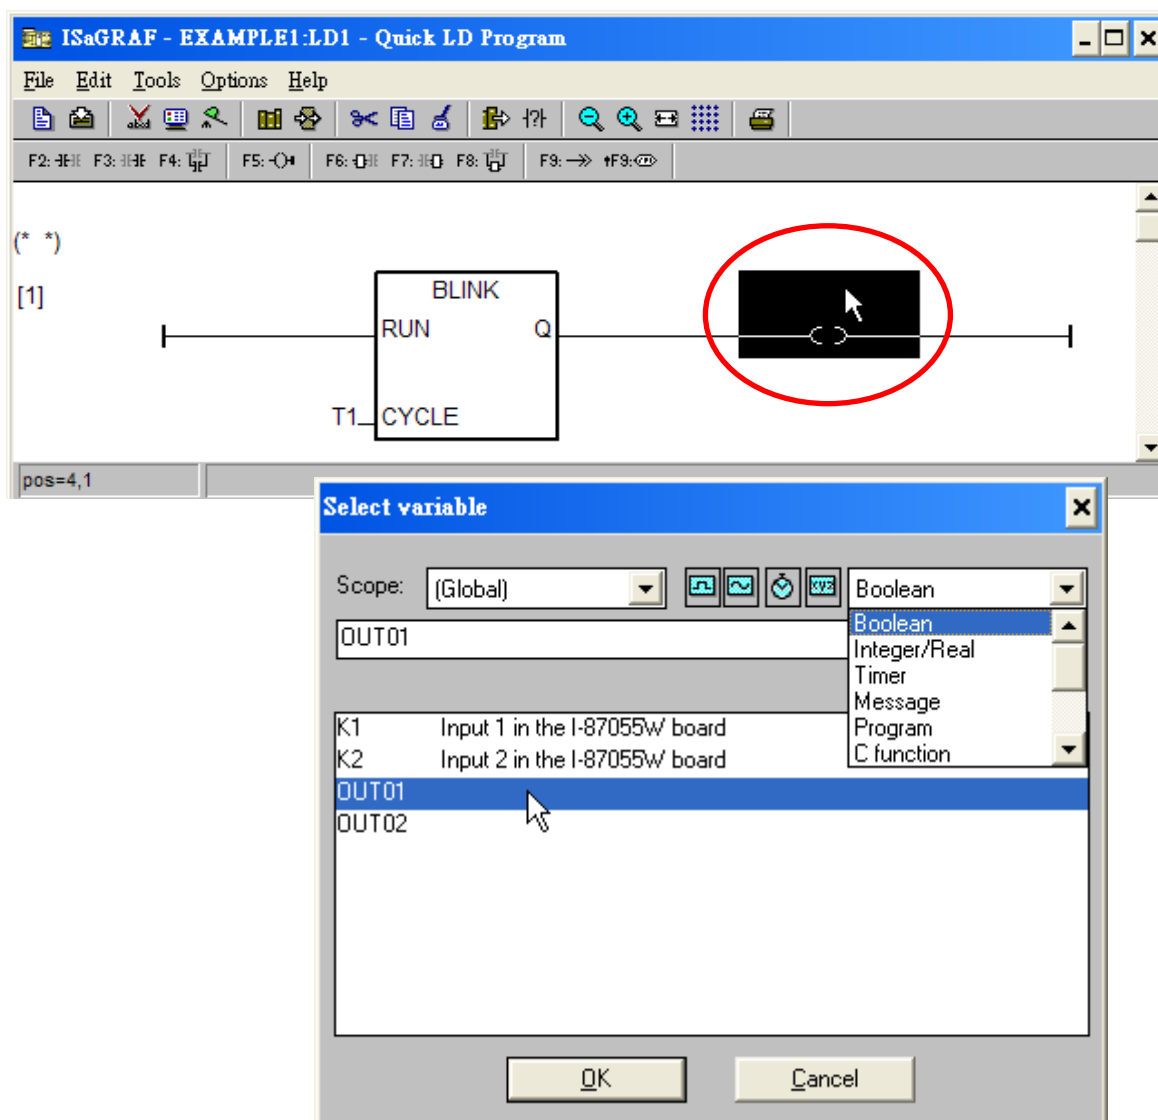 ISaGRAF - EXAMPLE1:LD1 - Quick LD Program
File Edit Tools Options Help
F2: F3: F4: F5: F6: F7: F8: F9: F9:
(* *)
[1]
BLINK
RUN Q
T1 CYCLE
pos=4,1
Select variable
Scope: (Global) xyz Boolean
OUT01
Boolean
Integer/Real
Timer
Message
Program
C function
K1 Input 1 in the I-87055W board
K2 Input 2 in the I-87055W board
OUT01
OUT02
OK Cancel